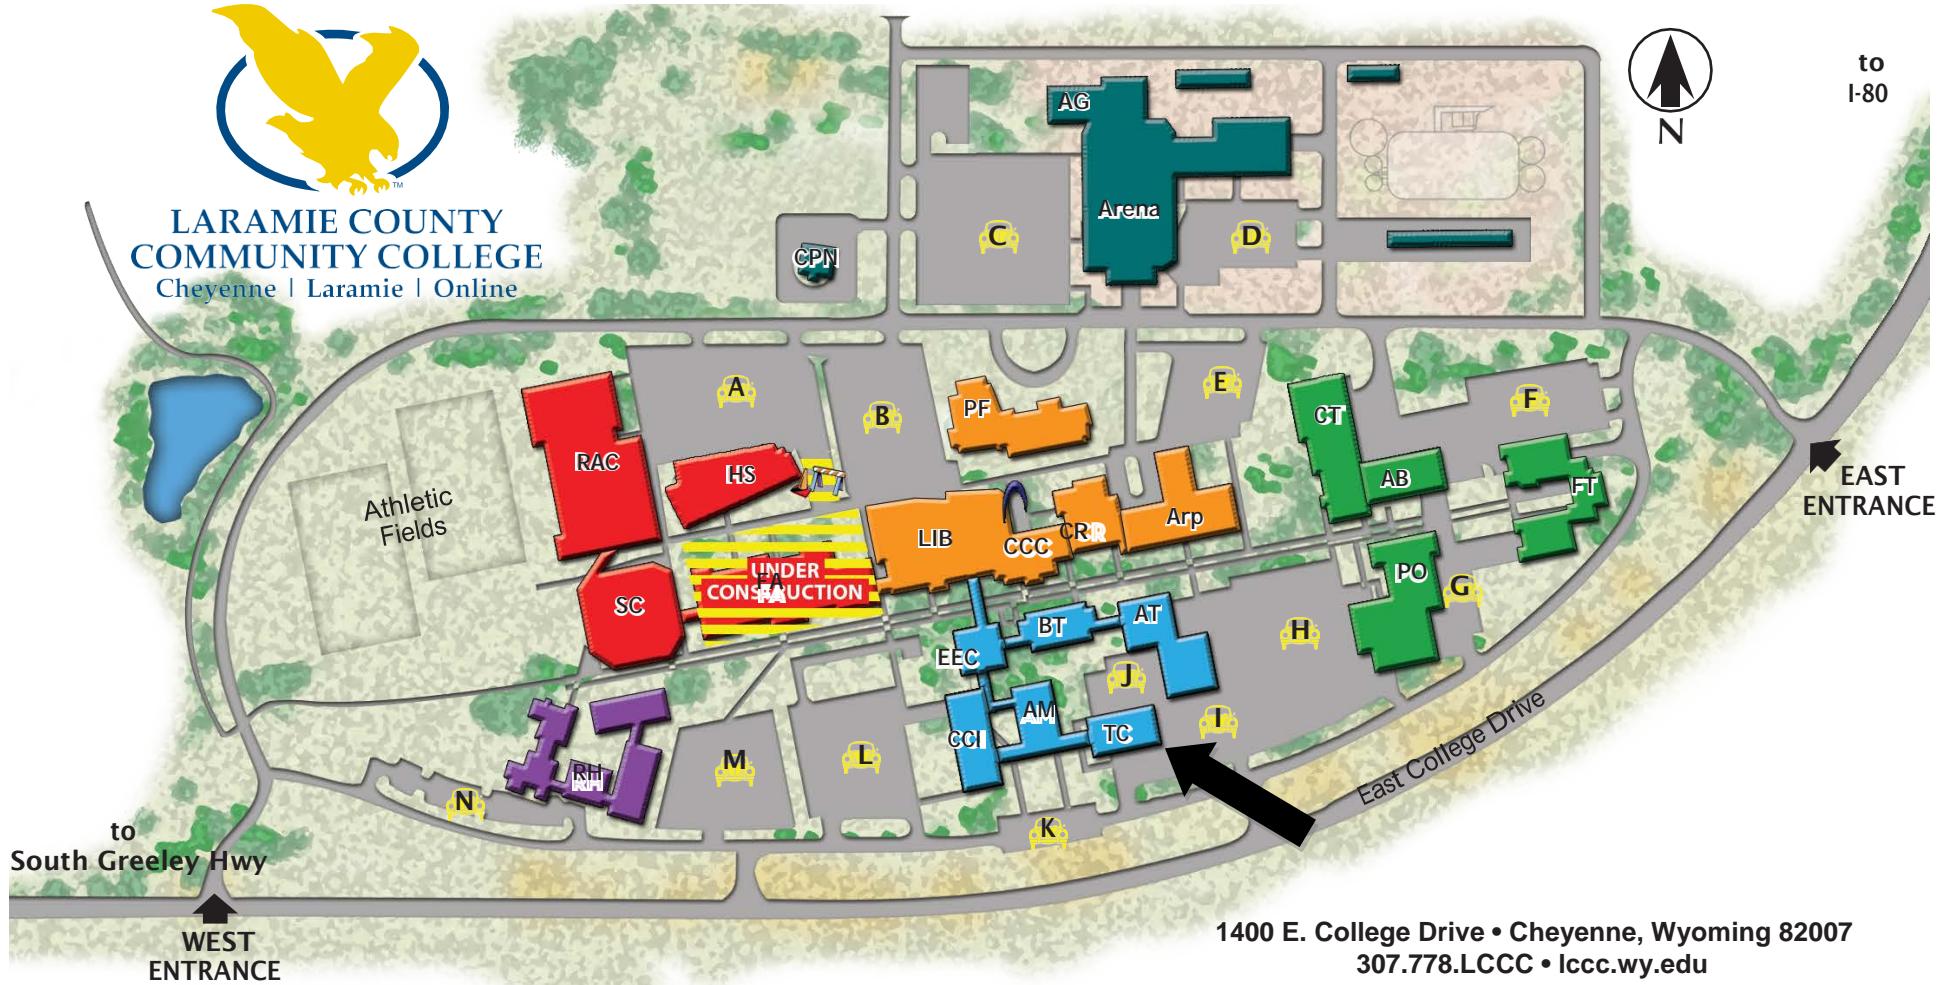 LARAMIE COUNTY
COMMUNITY COLLEGE
Cheyenne | Laramie | Online
TM
N
to
I-80
AG
Arena
CPN
C
D
A
B
E
F
PF
CT
RAC
HS
AB
FT
EAST
ENTRANCE
Athletic
Fields
LIB
CCC
CR
Arp
UNDER
CONSTRUCTION
FA
SC
PO
G
H
BT
AT
EEC
J
AM
CCI
TC
I
RH
M
L
N
K
East College Drive
to
South Greeley Hwy
WEST
ENTRANCE
1400 E. College Drive • Cheyenne, Wyoming 82007
307.778.LCCC • lccc.wy.edu